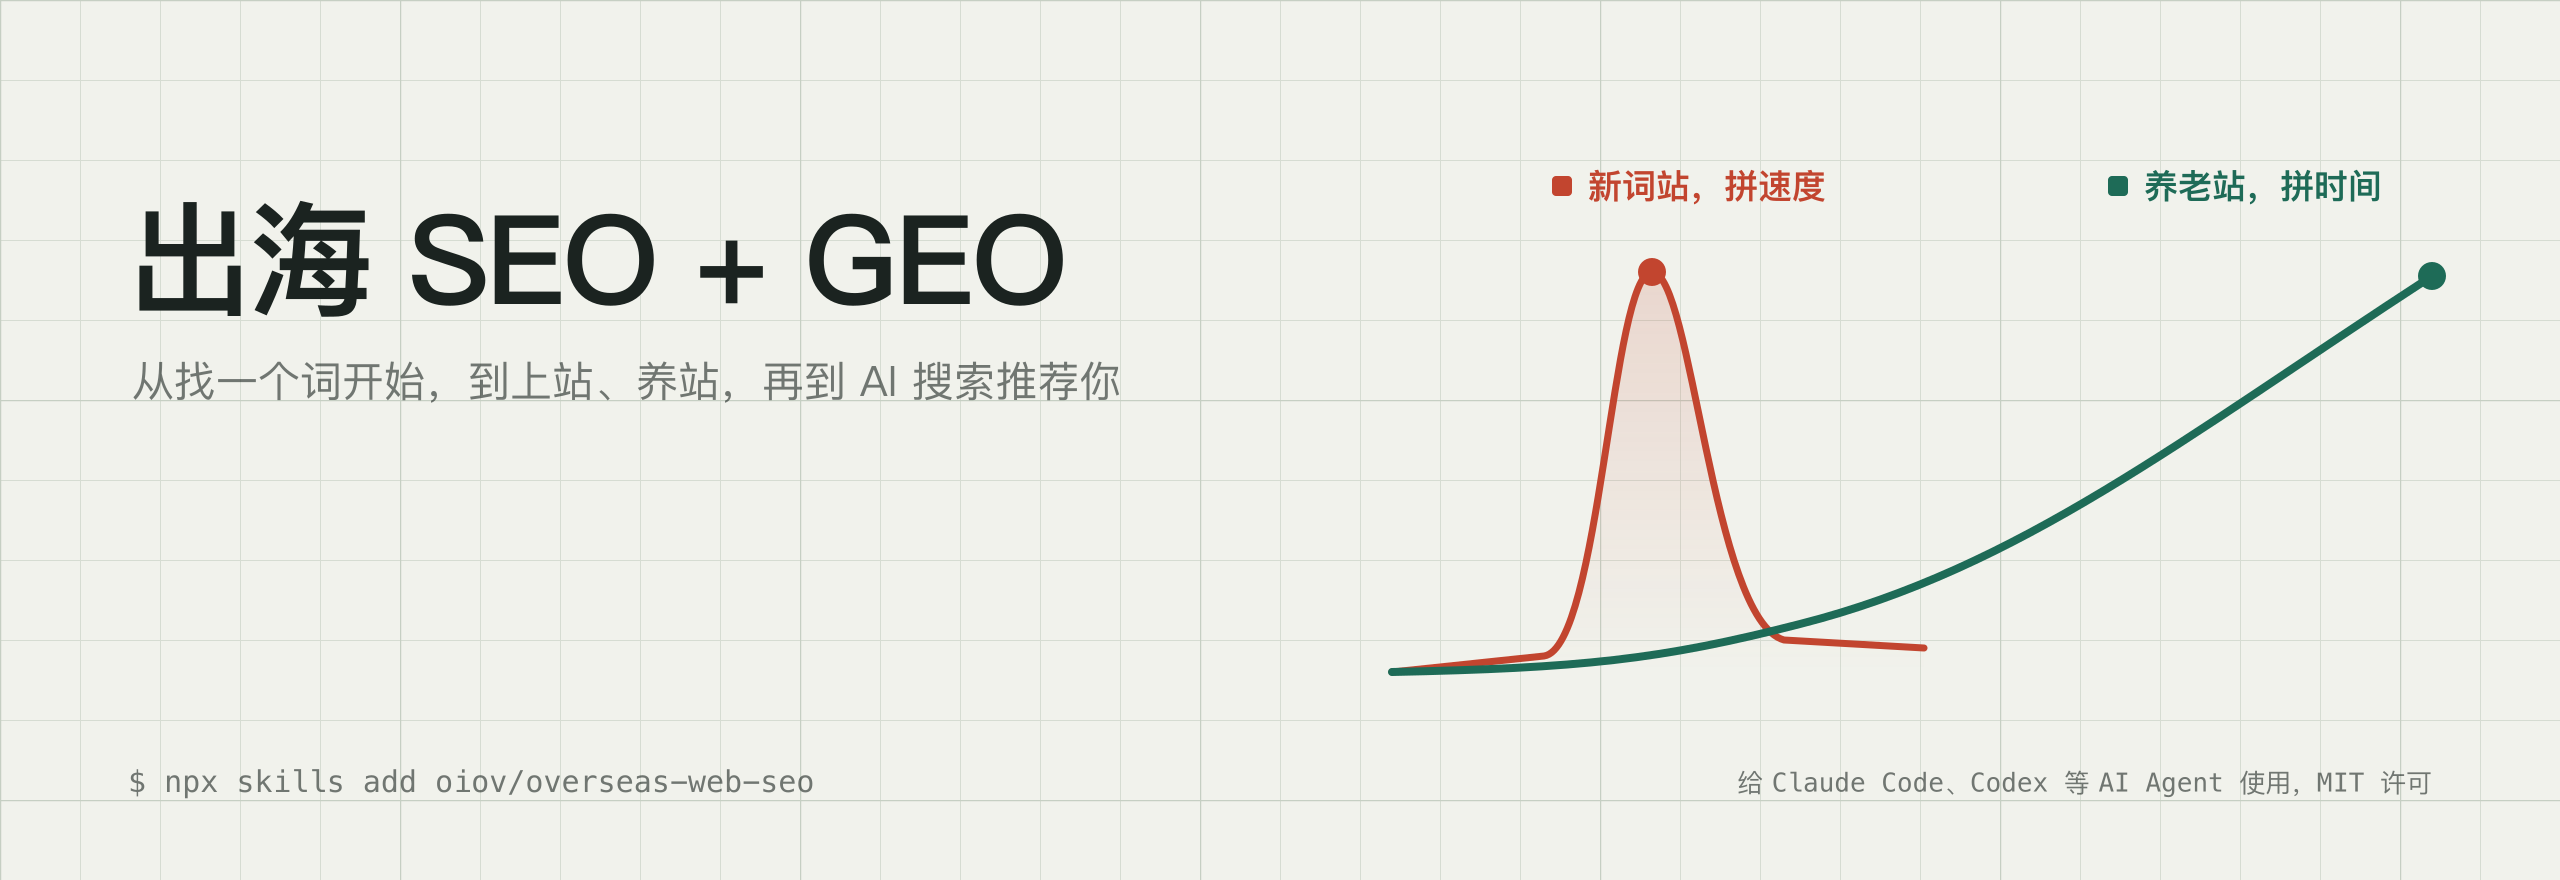 出海 SEO + GEO
从找一个词开始，到上站、养站，再到 AI 搜索推荐你
新词站，拼速度
养老站，拼时间
$ npx skills add oiov/overseas-web-seo
给 Claude Code、Codex 等 AI Agent 使用，MIT 许可